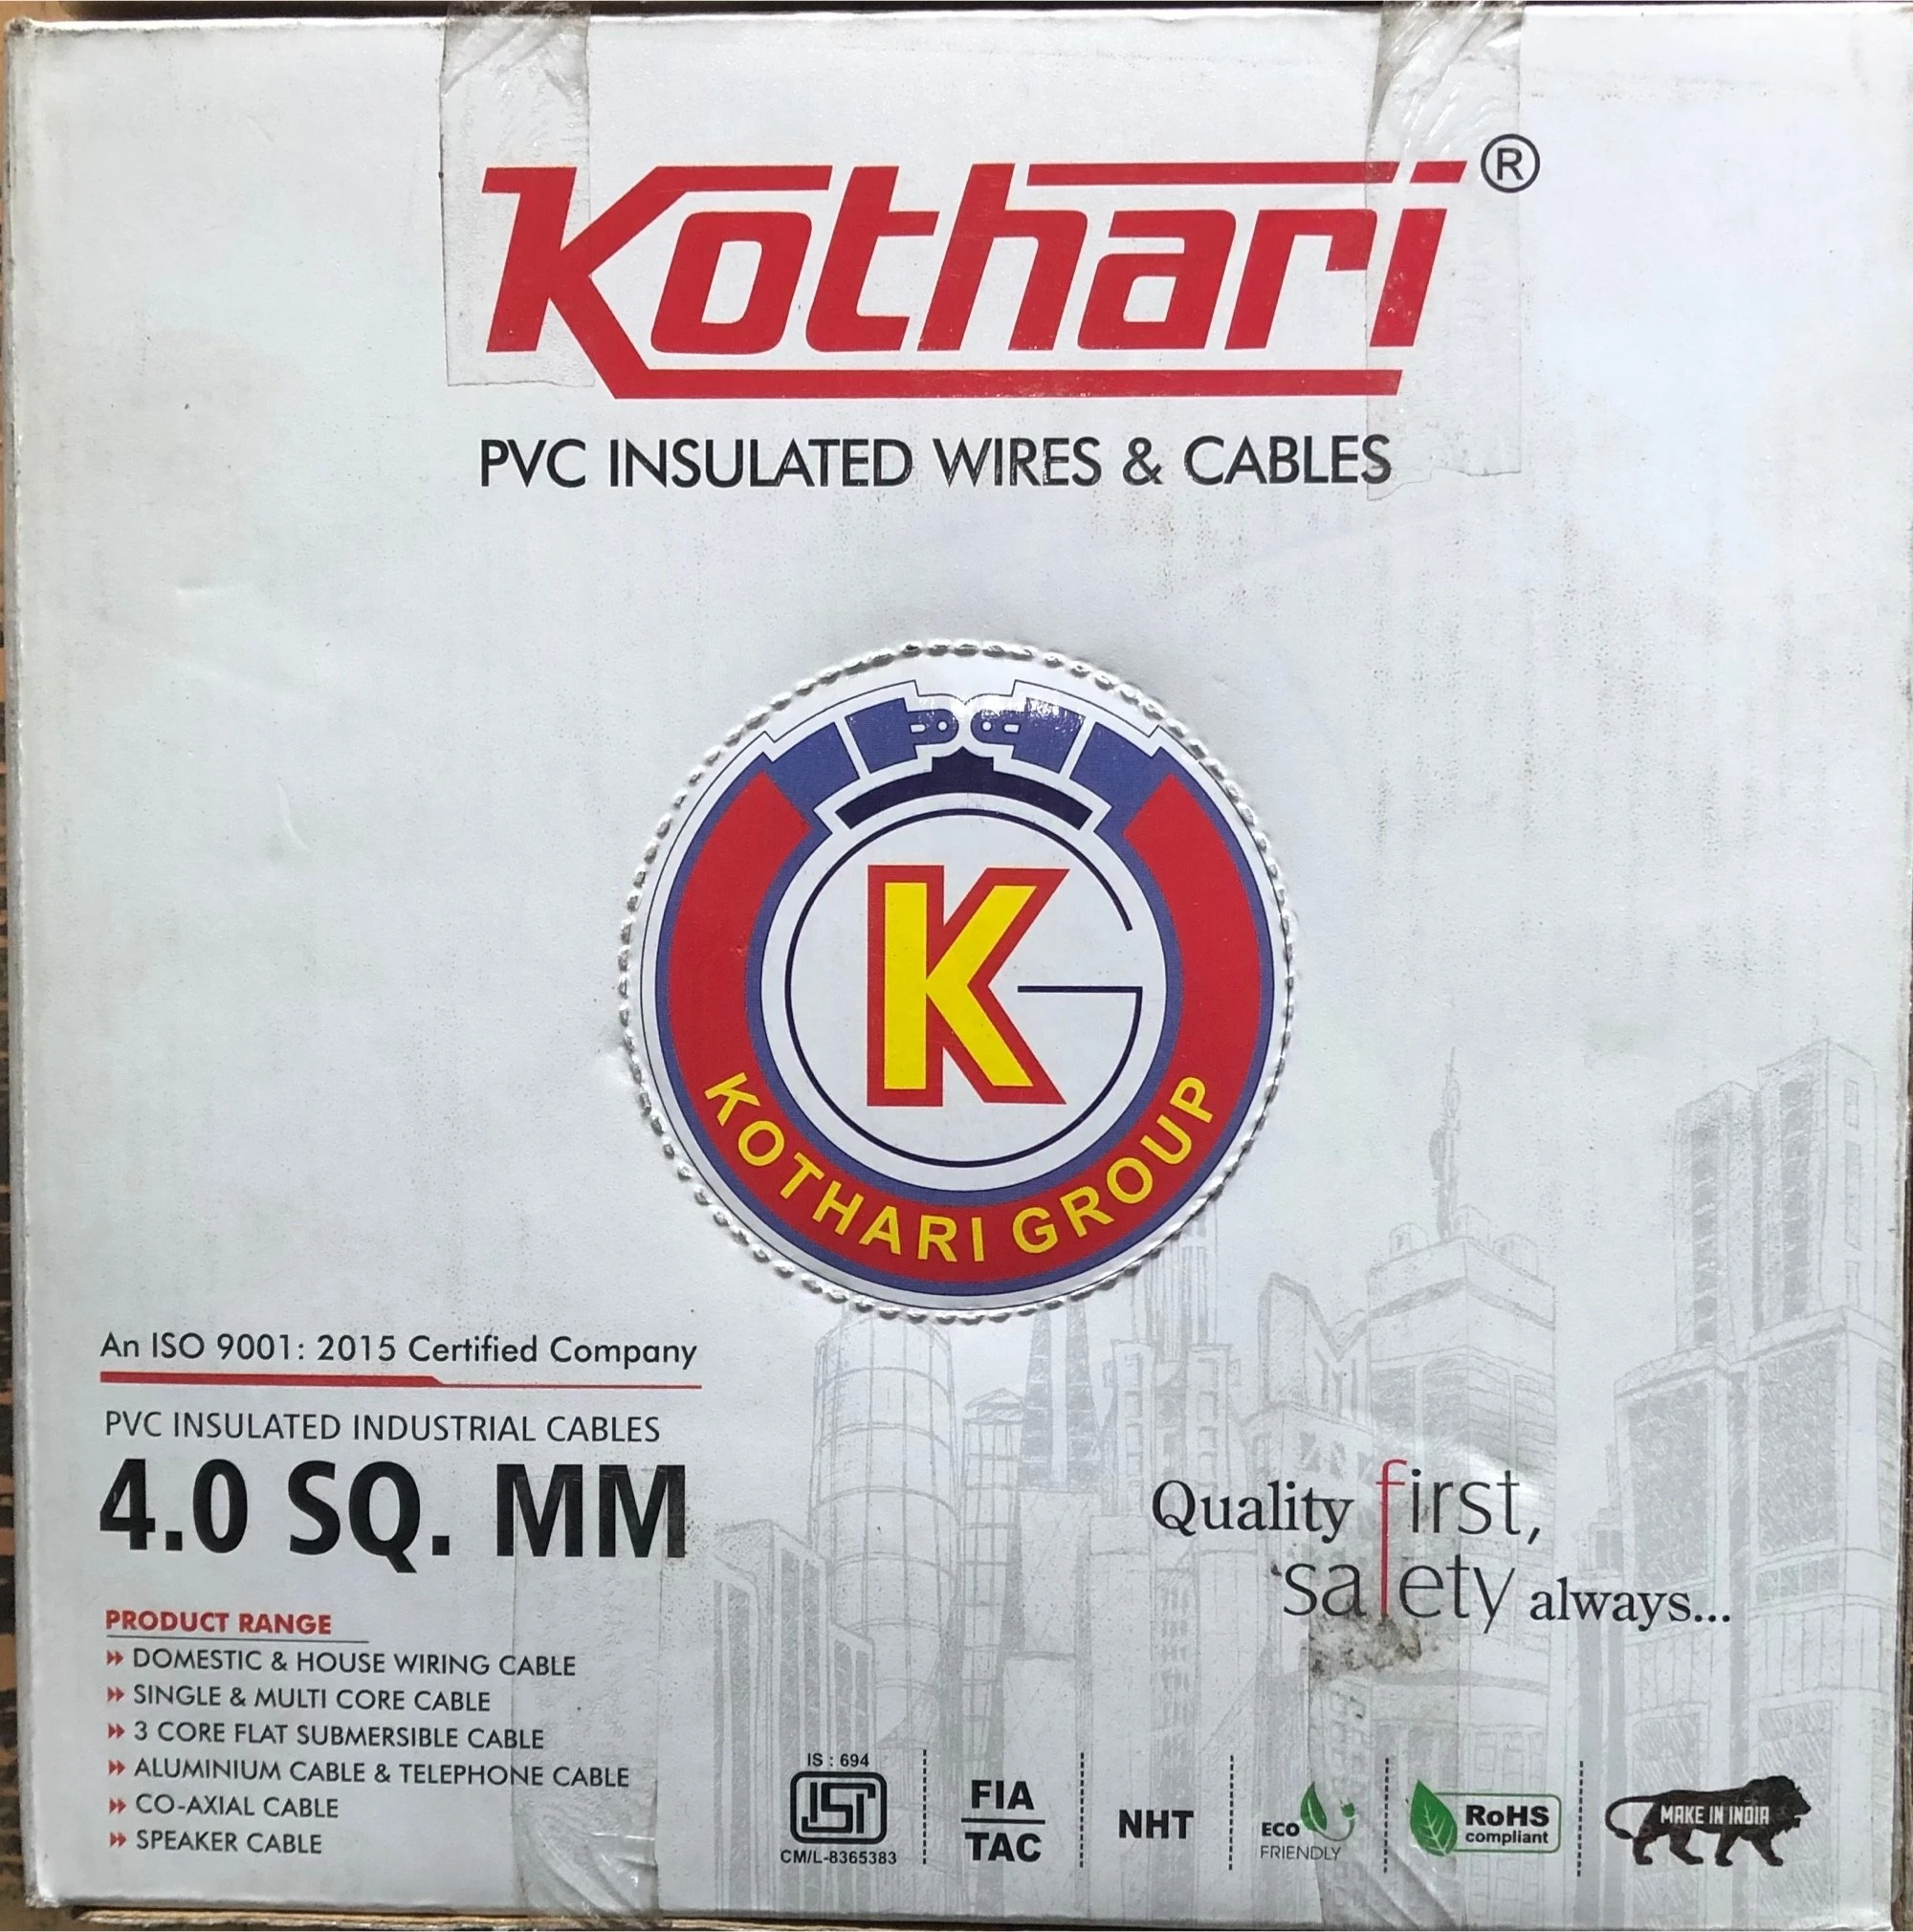 Kothari®
PVC INSULATED WIRES & CABLES
K
G
KOTHARI GROUP
An ISO 9001: 2015 Certified Company
PVC INSULATED INDUSTRIAL CABLES
4.0 SQ. MM
Quality first,
safety always...
PRODUCT RANGE
DOMESTIC & HOUSE WIRING CABLE
SINGLE & MULTI CORE CABLE
3 CORE FLAT SUBMERSIBLE CABLE
ALUMINIUM CABLE & TELEPHONE CABLE
CO-AXIAL CABLE
SPEAKER CABLE
IS : 694
ISI
CM/L-8365383
FIA
TAC
NHT
ECO
FRIENDLY
RoHS
compliant
MAKE IN INDIA